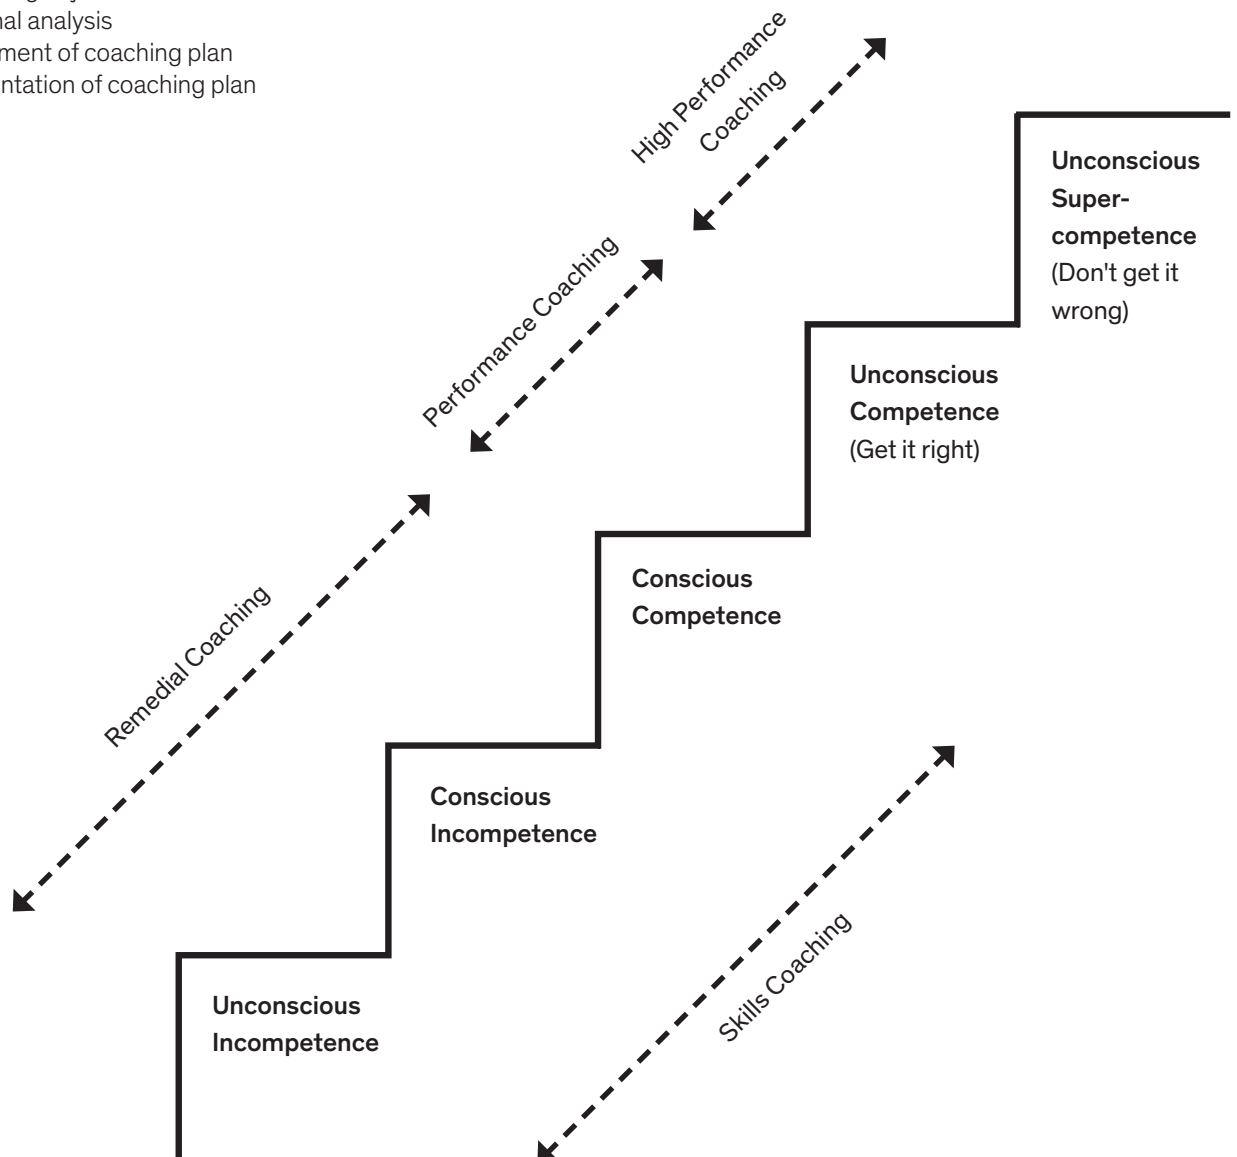 nal analysis
ment of coaching plan
ntation of coaching plan
High Performance
Coaching
Unconscious
Super-
competence
(Don't get it
wrong)
Performance Coaching
Unconscious
Competence
(Get it right)
Conscious
Competence
Remedial Coaching
Conscious
Incompetence
Skills Coaching
Unconscious
Incompetence